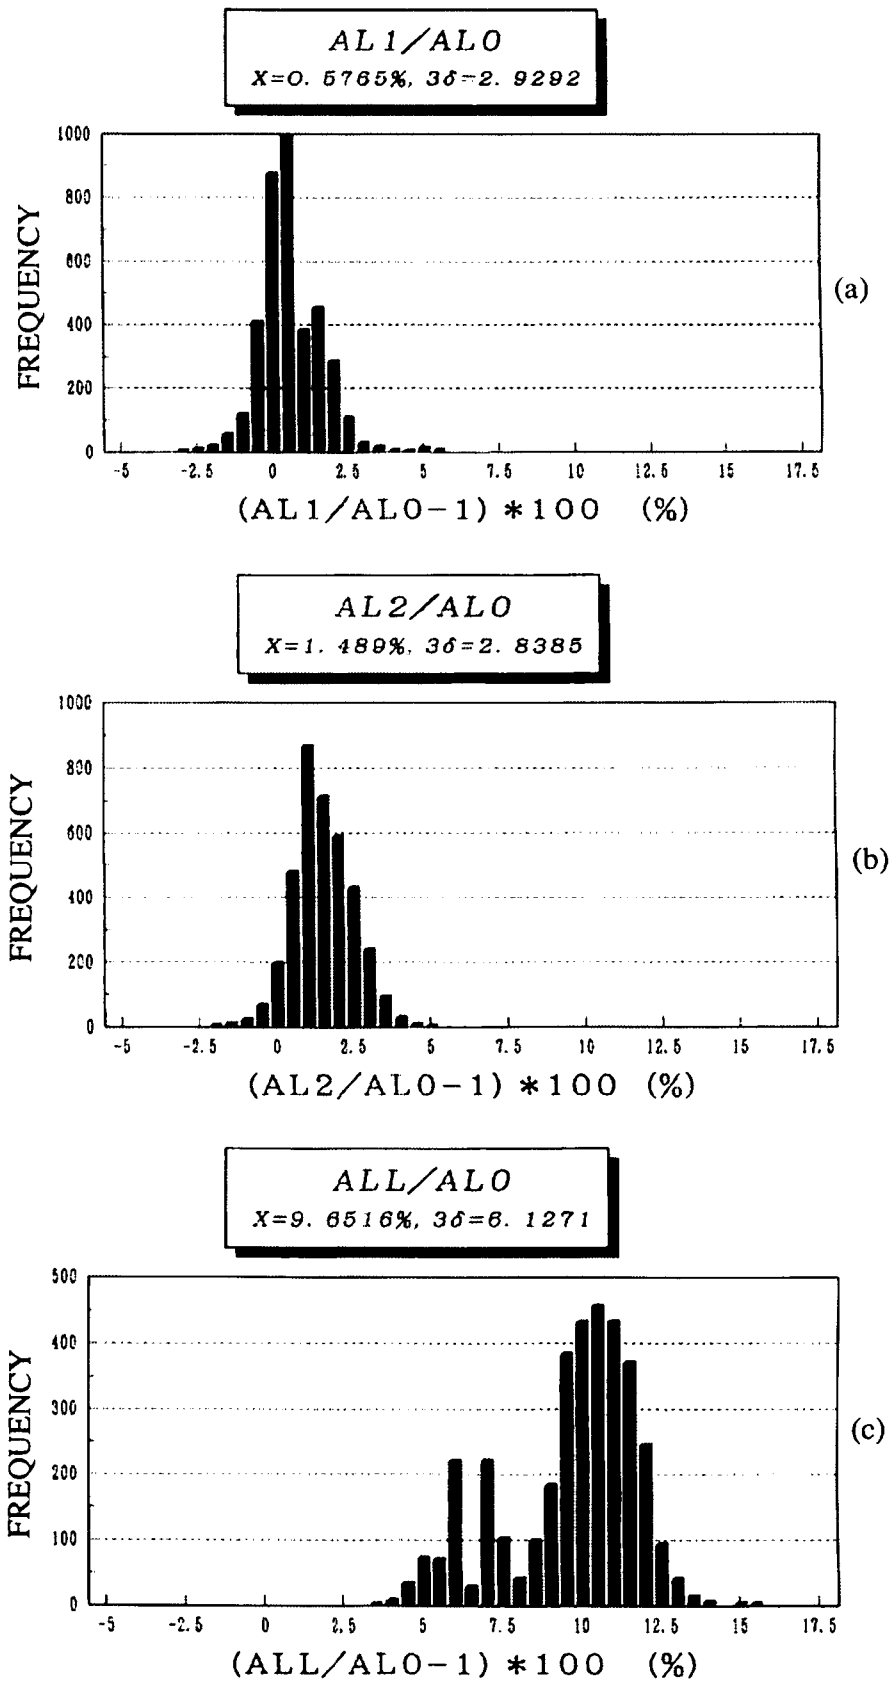 AL1/AL0
X=0.5765%, 3δ=2.9292
1000
800
600
400
200
0
FREQUENCY
-5 -2.5 0 2.5 5 7.5 10 12.5 15 17.5
(AL1/AL0-1)*100 (%)
(a)
AL2/AL0
X=1.489%, 3δ=2.8385
1000
800
600
400
200
0
FREQUENCY
-5 -2.5 0 2.5 5 7.5 10 12.5 15 17.5
(AL2/AL0-1)*100 (%)
(b)
ALL/AL0
X=9.6516%, 3δ=6.1271
500
400
300
200
100
0
FREQUENCY
-5 -2.5 0 2.5 5 7.5 10 12.5 15 17.5
(ALL/AL0-1)*100 (%)
(c)